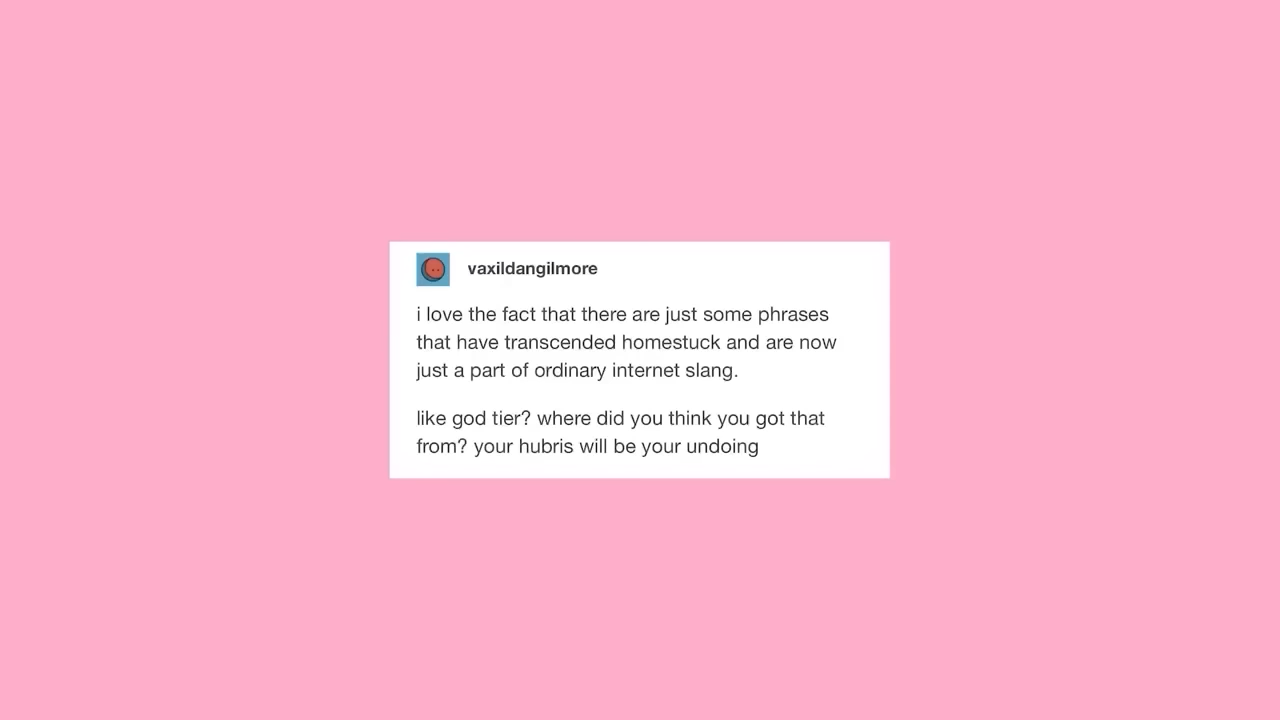 vaxildangilmore
i love the fact that there are just some phrases
that have transcended homestuck and are now
just a part of ordinary internet slang.
like god tier? where did you think you got that
from? your hubris will be your undoing